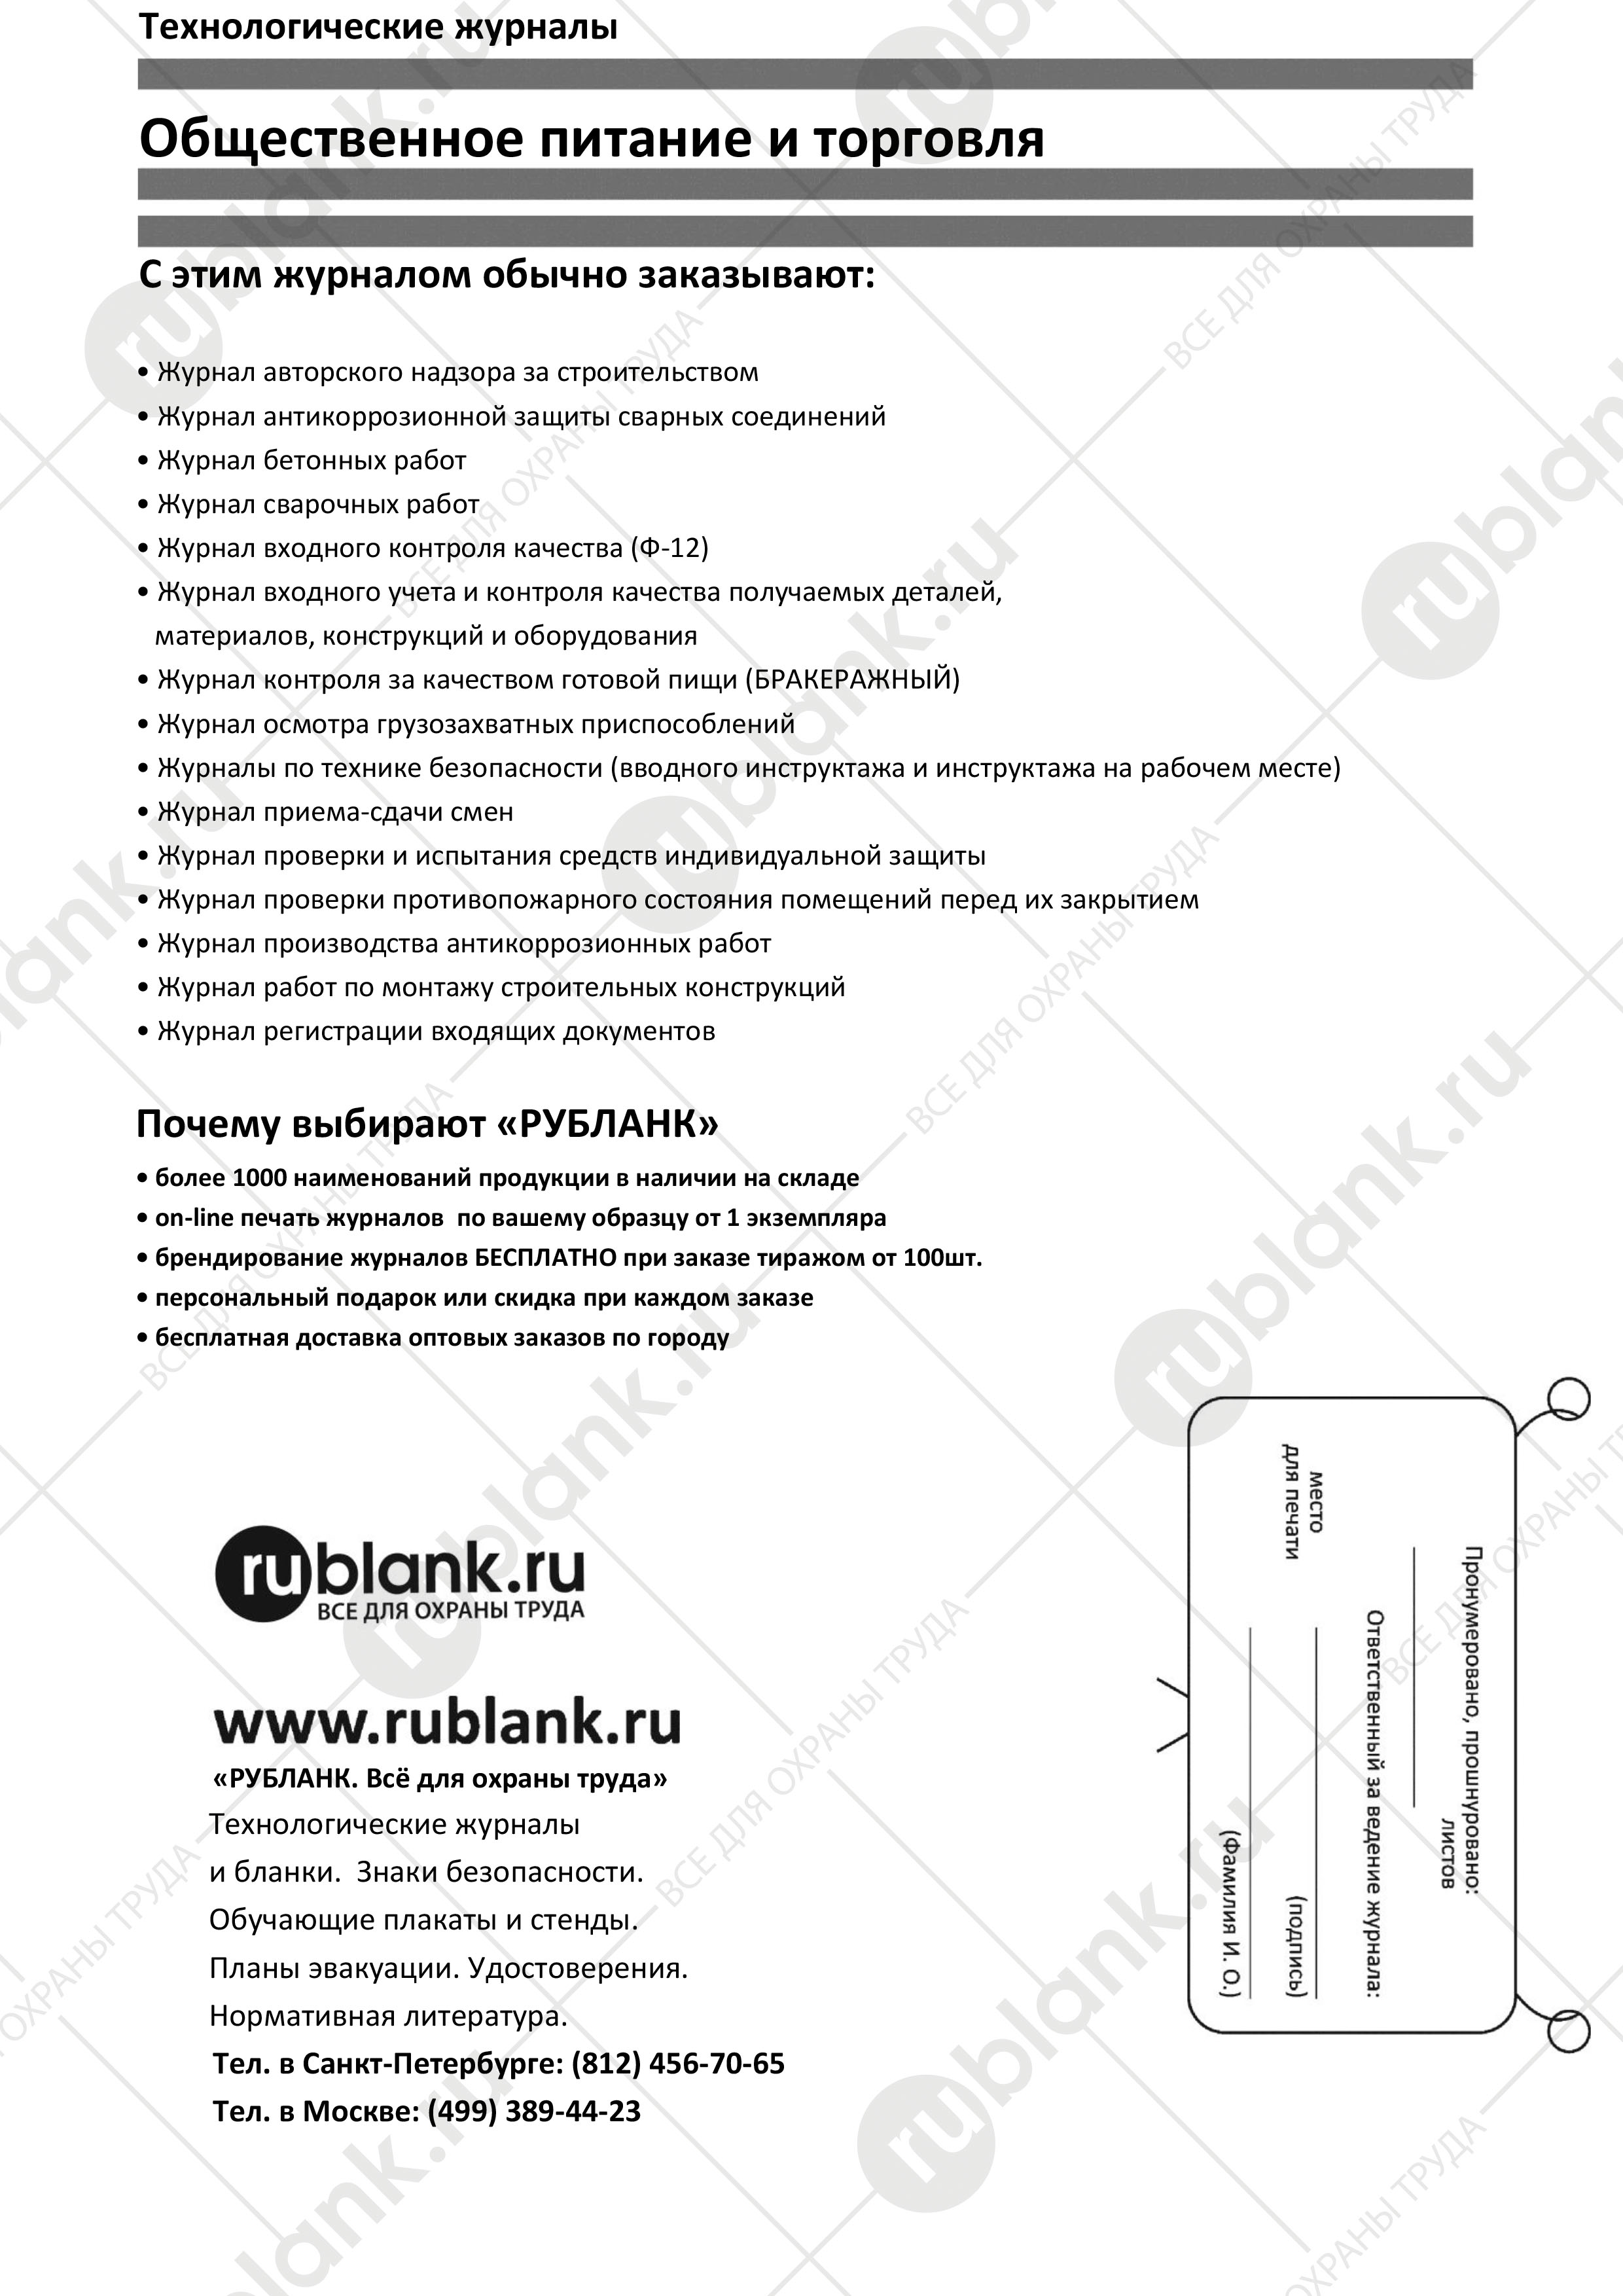 Технологические журналы
Общественное питание и торговля
С этим журналом обычно заказывают:
• Журнал авторского надзора за строительством
• Журнал антикоррозионной защиты сварных соединений
• Журнал бетонных работ
• Журнал сварочных работ
• Журнал входного контроля качества (Ф-12)
• Журнал входного учета и контроля качества получаемых деталей,
материалов, конструкций и оборудования
• Журнал контроля за качеством готовой пищи (БРАКЕРАЖНЫЙ)
• Журнал осмотра грузозахватных приспособлений
• Журналы по технике безопасности (вводного инструктажа и инструктажа на рабочем месте)
• Журнал приема-сдачи смен
• Журнал проверки и испытания средств индивидуальной защиты
• Журнал проверки противопожарного состояния помещений перед их закрытием
• Журнал производства антикоррозионных работ
• Журнал работ по монтажу строительных конструкций
• Журнал регистрации входящих документов
Почему выбирают «РУБЛАНК»
• более 1000 наименований продукции в наличии на складе
• on-line печать журналов  по вашему образцу от 1 экземпляра
• брендирование журналов БЕСПЛАТНО при заказе тиражом от 100шт.
• персональный подарок или скидка при каждом заказе
• бесплатная доставка оптовых заказов по городу
rublank.ru
ВСЕ ДЛЯ ОХРАНЫ ТРУДА
www.rublank.ru
«РУБЛАНК. Всё для охраны труда»
Технологические журналы
и бланки.  Знаки безопасности.
Обучающие плакаты и стенды.
Планы эвакуации. Удостоверения.
Нормативная литература.
Тел. в Санкт-Петербурге: (812) 456-70-65
Тел. в Москве: (499) 389-44-23
Пронумеровано, прошнуровано:
листов
Ответственный за ведение журнала:
место
для печати
(подпись)
(Фамилия И. О.)